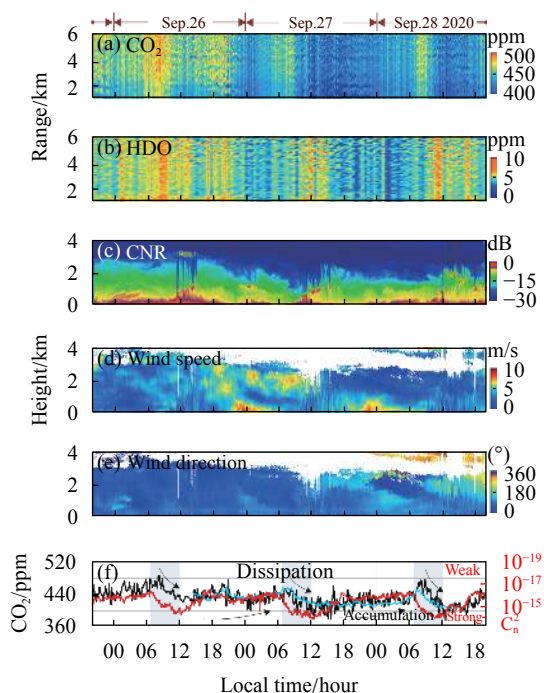 Sep.26 Sep.27 Sep.28 2020
(a) CO₂
(b) HDO
(c) CNR
(d) Wind speed
(e) Wind direction
(f)
Range/km
Height/km
CO₂/ppm
6
4
2
6
4
2
4
2
0
4
2
0
4
2
0
520
440
360
ppm
500
450
400
ppm
10
5
0
dB
0
−15
−30
m/s
10
5
0
(°)
360
180
0
Dissipation
Accumulation
Weak
Strong
10⁻¹⁹
10⁻¹⁷
10⁻¹⁵
C²ₙ
00 06 12 18 00 06 12 18 00 06 12 18
Local time/hour